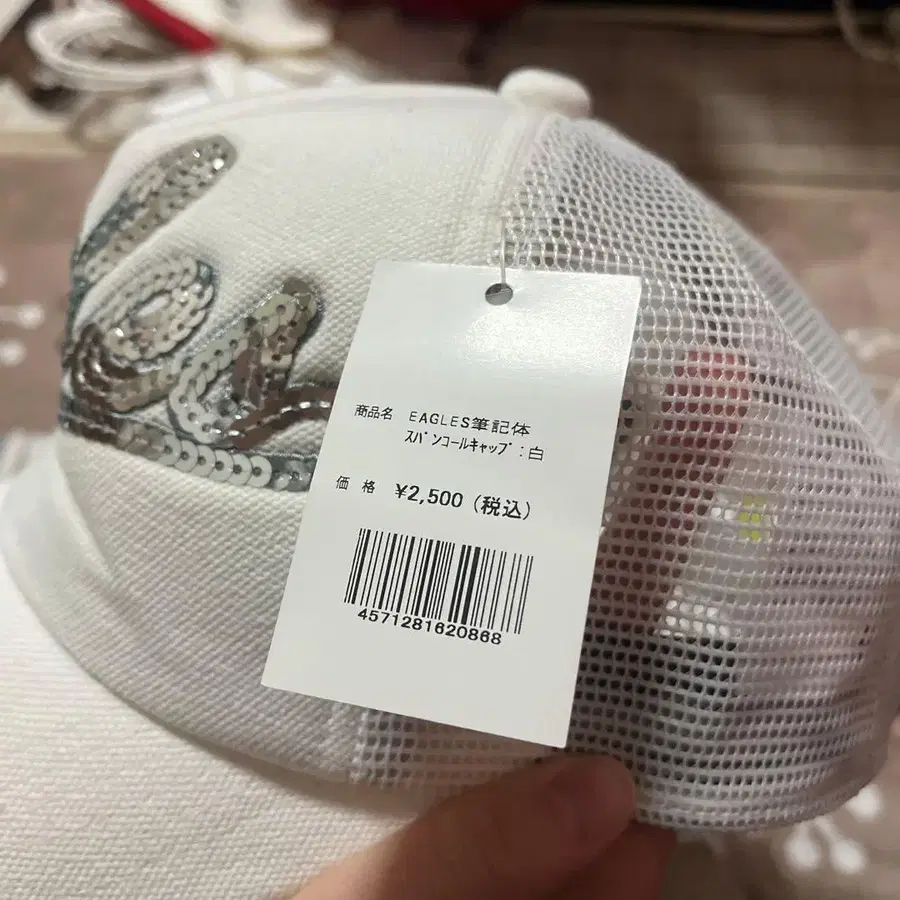 les
商品名 EAGLES筆記体
ｽﾊﾟﾝｺｰﾙｷｬｯﾌﾟ:白
価格 ¥2,500(税込)
4571281620868